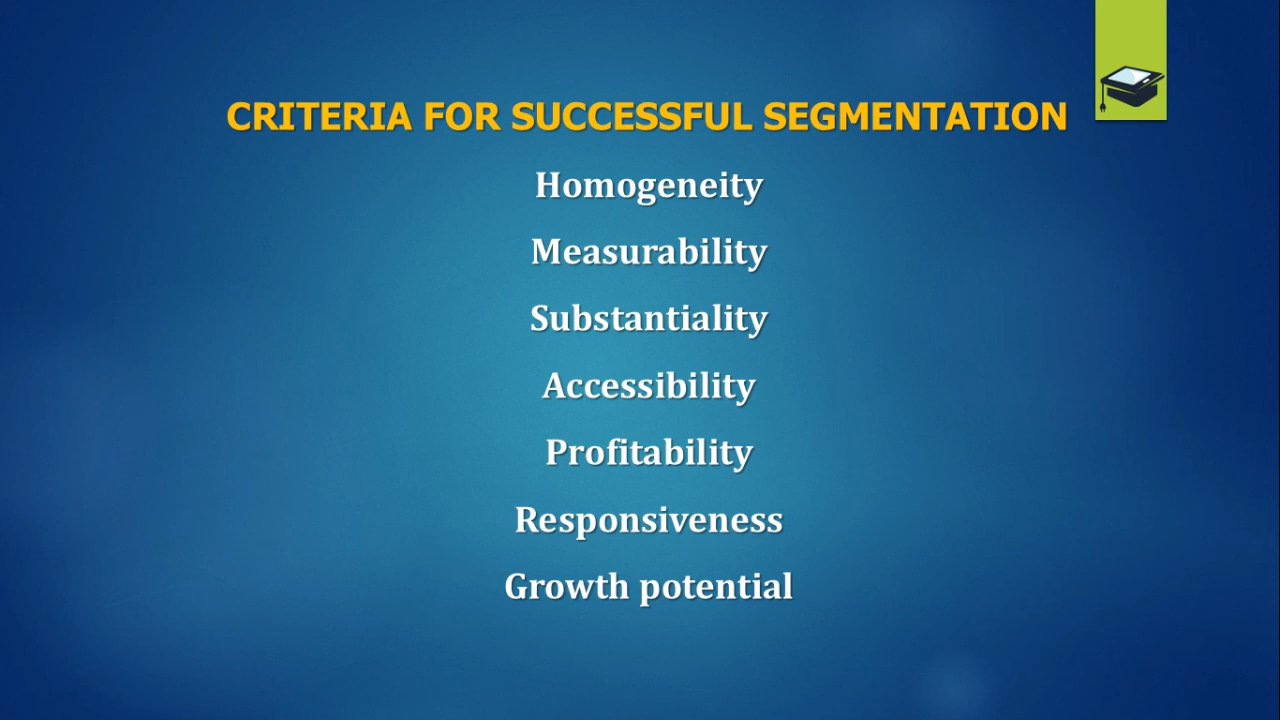 CRITERIA FOR SUCCESSFUL SEGMENTATION
Homogeneity
Measurability
Substantiality
Accessibility
Profitability
Responsiveness
Growth potential